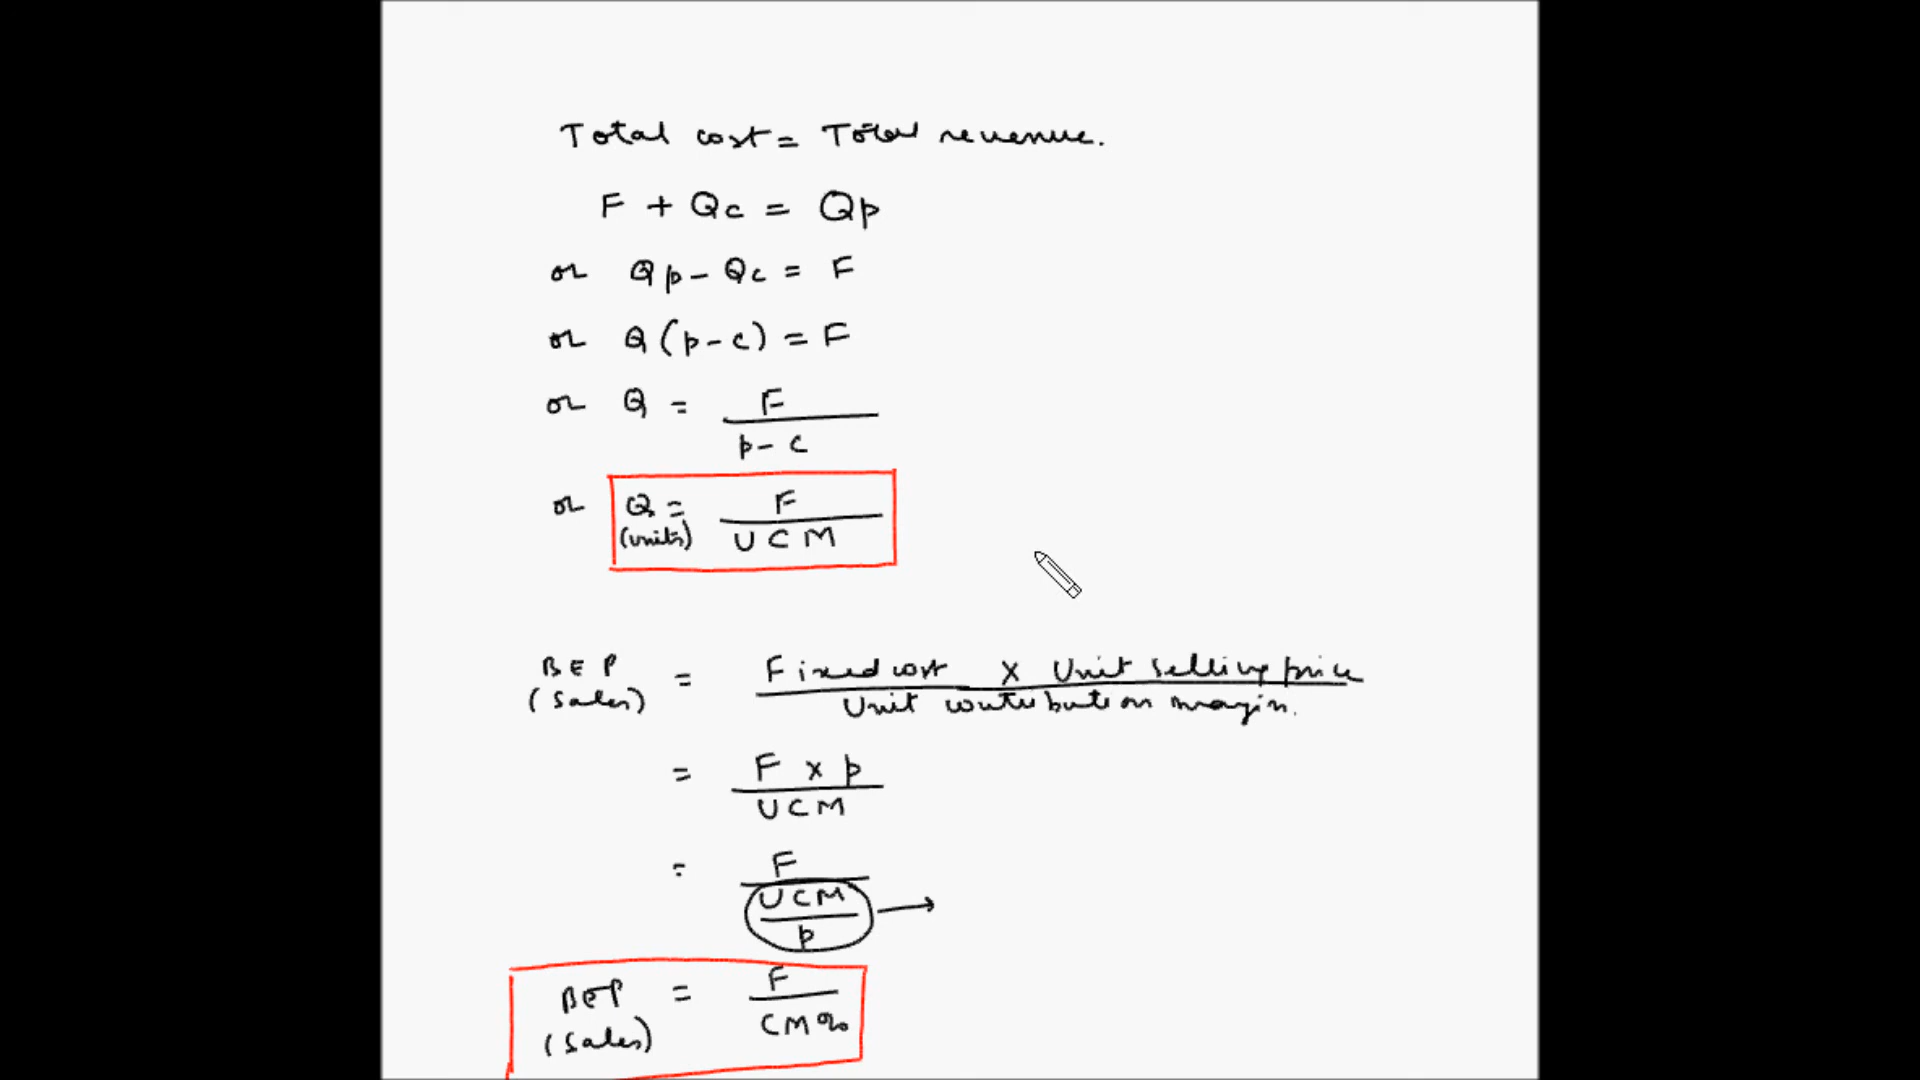 Total cost = Total revenue.
F + Qc = Qp
or Qp - Qc = F
or Q (p - c) = F
or Q = F
p - c
or Q = F
(units) UCM
BEP = Fixed cost X Unit selling price
(Sales) Unit contribution margin.
= F x p
UCM
= F
UCM
p
BEP = F
(Sales) CM%